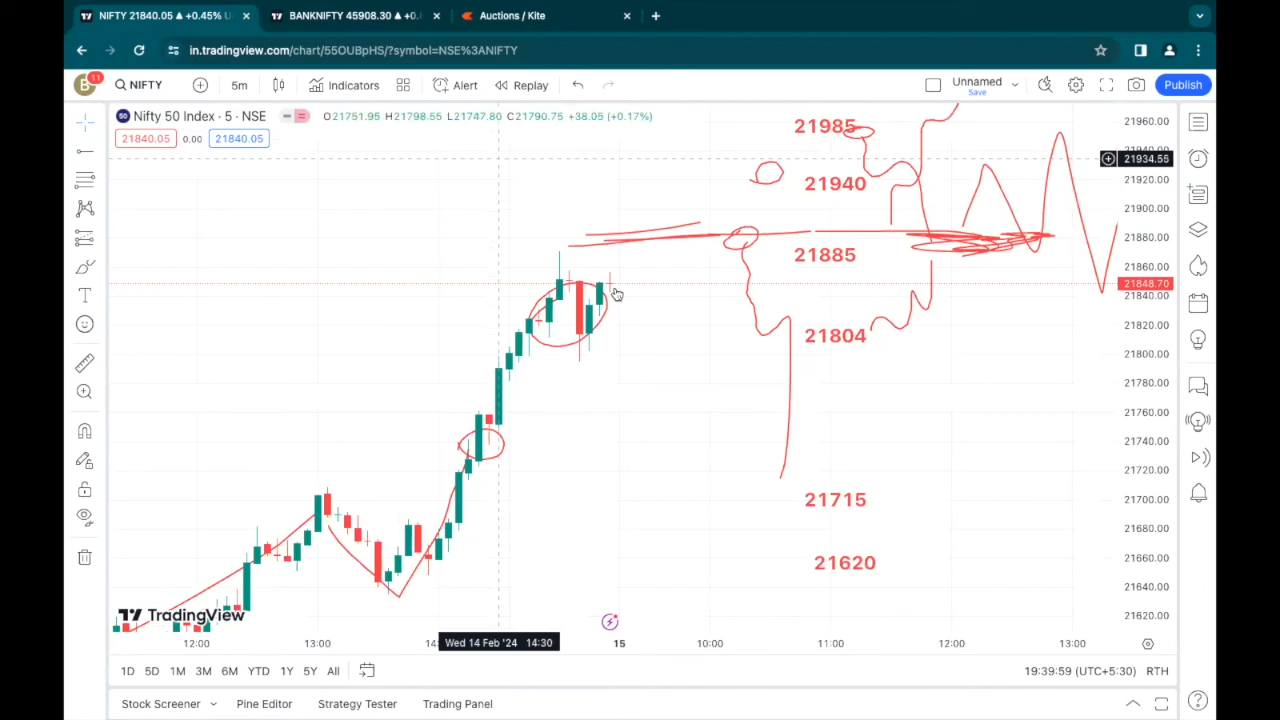 NIFTY 21840.05 ▲ +0.45%
BANKNIFTY 45908.30 ▲ +0.
Auctions / Kite
in.tradingview.com/chart/55OUBpHS/?symbol=NSE%3ANIFTY
B 11 NIFTY 5m Indicators Alert Replay Unnamed Save Publish
50 Nifty 50 Index · 5 · NSE O21751.95 H21798.55 L21747.80 C21790.75 +38.05 (+0.17%)
21840.05 0.00 21840.05
21985
21940
21885
21804
21715
21620
21960.00
21940.00
21934.55
21920.00
21900.00
21880.00
21860.00
21848.70
21840.00
21820.00
21800.00
21780.00
21760.00
21740.00
21720.00
21700.00
21680.00
21660.00
21640.00
21620.00
TradingView
12:00 13:00 14: Wed 14 Feb '24 14:30 15 10:00 11:00 12:00 13:00
1D 5D 1M 3M 6M YTD 1Y 5Y All 19:39:59 (UTC+5:30) RTH
Stock Screener Pine Editor Strategy Tester Trading Panel